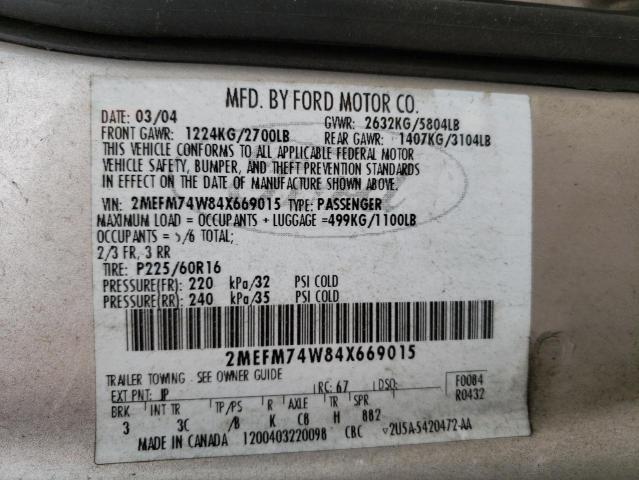 MFD. BY FORD MOTOR CO.
DATE: 03/04 GVWR: 2632KG/5804LB
FRONT GAWR: 1224KG/2700LB REAR GAWR: 1407KG/3104LB
THIS VEHICLE CONFORMS TO ALL APPLICABLE FEDERAL MOTOR
VEHICLE SAFETY, BUMPER, AND THEFT PREVENTION STANDARDS
IN EFFECT ON THE DATE OF MANUFACTURE SHOWN ABOVE.
VIN: 2MEFM74W84X669015 TYPE: PASSENGER
MAXIMUM LOAD = OCCUPANTS + LUGGAGE =499KG/1100LB
OCCUPANTS = 5/6 TOTAL;
2/3 FR, 3 RR
TIRE: P225/60R16
PRESSURE(FR) 220 kPa/32 PSI COLD
PRESSURE(RR) 240 kPa/35 PSI COLD
2MEFM74W84X669015
TRAILER TOWING - SEE OWNER GUIDE
EXT PNT: JP RC: 67 DSO: F0084
BRK INT TR TP/PS R AXLE TR SPR R0432
3 3C /B K C8 H 882
MADE IN CANADA 1200403220098 CBC ▽2U5A-5420472-AA